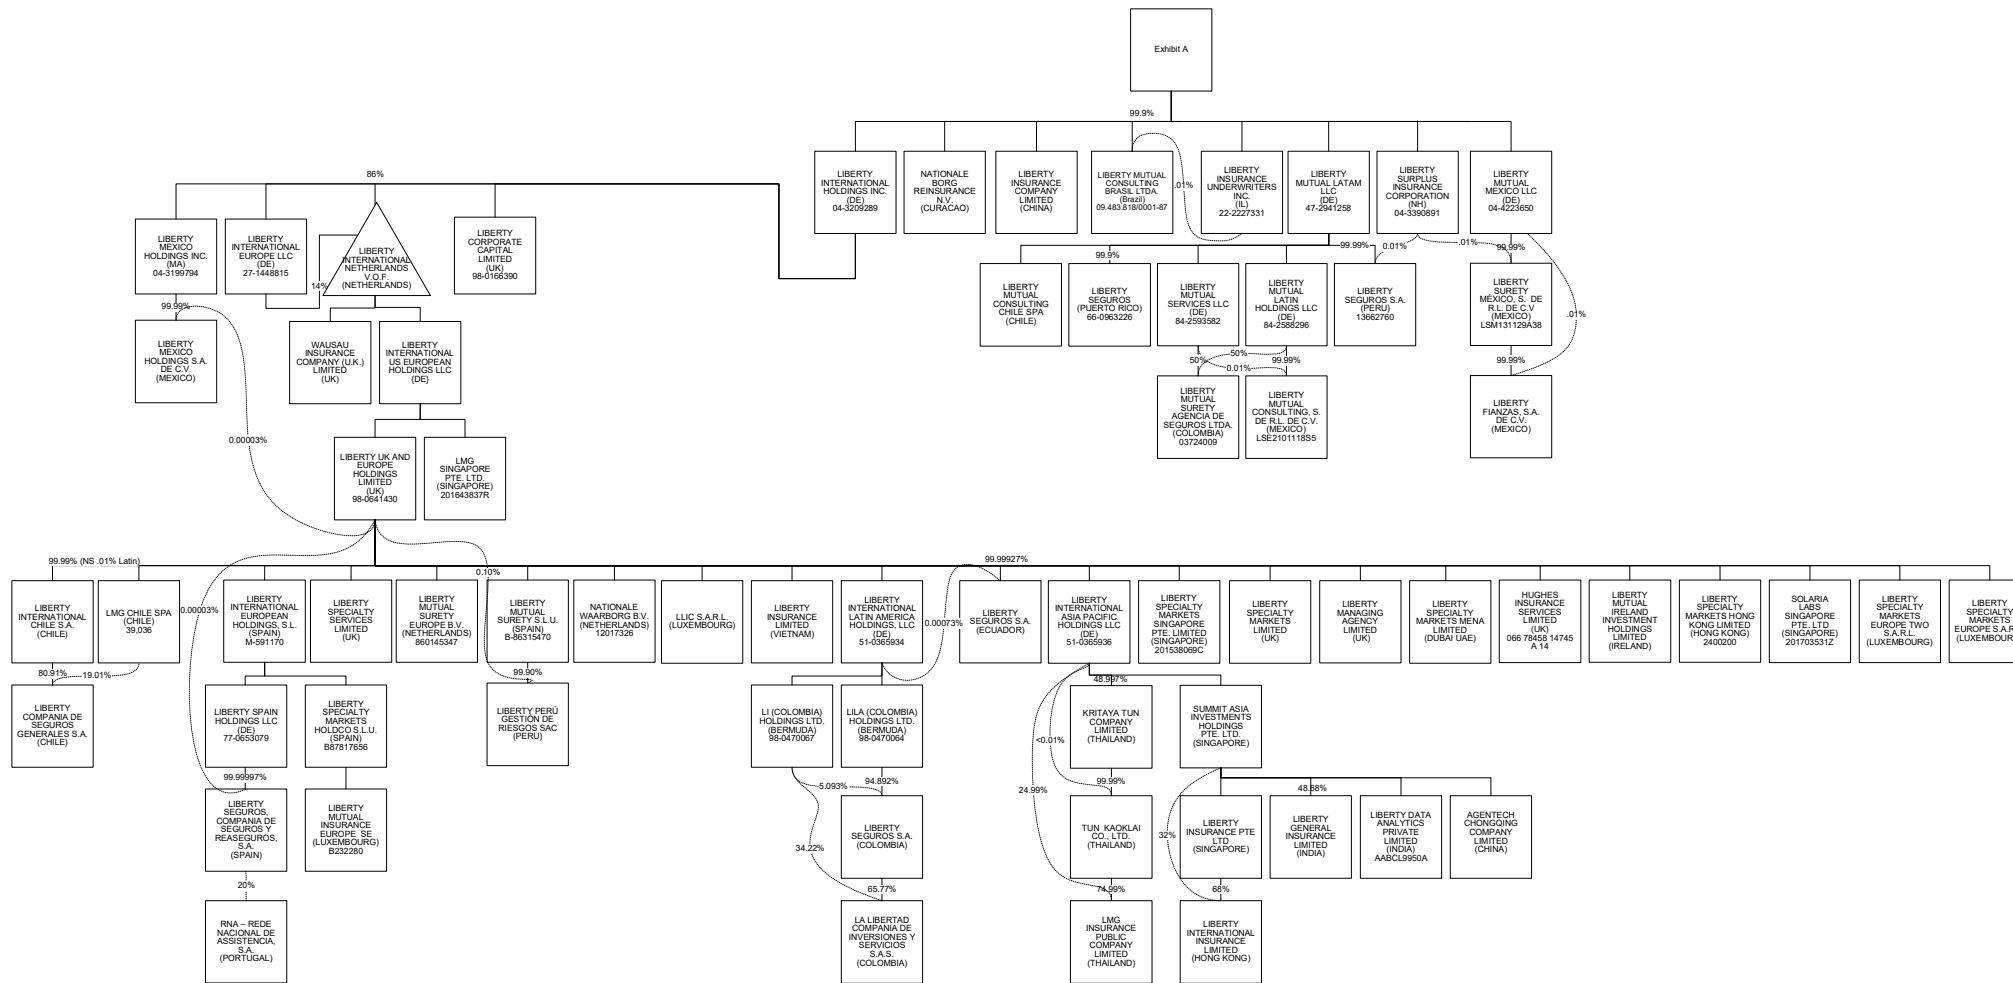 Exhibit A
99.9%
LIBERTY
INTERNATIONAL
HOLDINGS INC.
(DE)
04-3209289
NATIONALE
BORG
REINSURANCE
N.V.
(CURACAO)
LIBERTY
INSURANCE
COMPANY
LIMITED
(CHINA)
LIBERTY MUTUAL
CONSULTING
BRASIL LTDA.
(Brazil)
09.483.818/0001-87
.01%
LIBERTY
INSURANCE
UNDERWRITERS
INC.
(IL)
22-2227331
LIBERTY
MUTUAL LATAM
LLC
(DE)
47-2941258
LIBERTY
SURPLUS
INSURANCE
CORPORATION
(NH)
04-3390891
LIBERTY
MUTUAL
MEXICO LLC
(DE)
04-4223650
86%
LIBERTY
MEXICO
HOLDINGS INC.
(MA)
04-3199794
LIBERTY
INTERNATIONAL
EUROPE LLC
(DE)
27-1448815
LIBERTY
INTERNATIONAL
NETHERLANDS
V.O.F.
(NETHERLANDS)
LIBERTY
CORPORATE
CAPITAL
LIMITED
(UK)
98-0166390
14%
99.9%
99.99%
0.01%
.01%
99.99%
LIBERTY
MUTUAL
CONSULTING
CHILE SPA
(CHILE)
LIBERTY
SEGUROS
(PUERTO RICO)
66-0963226
LIBERTY
MUTUAL
SERVICES LLC
(DE)
84-2593582
LIBERTY
MUTUAL
LATIN
HOLDINGS LLC
(DE)
84-2588296
LIBERTY
SEGUROS S.A.
(PERU)
13662760
LIBERTY
SURETY
MÉXICO, S. DE
R.L. DE C.V
(MEXICO)
LSM131129A38
.01%
99.99%
LIBERTY
MEXICO
HOLDINGS S.A.
DE C.V.
(MEXICO)
WAUSAU
INSURANCE
COMPANY (U.K.)
LIMITED
(UK)
LIBERTY
INTERNATIONAL
US EUROPEAN
HOLDINGS LLC
{DE}
50%
50%
0.01%
99.99%
99.99%
LIBERTY
MUTUAL
SURETY
AGENCIA DE
SEGUROS LTDA.
(COLOMBIA)
03724009
LIBERTY
MUTUAL
CONSULTING, S.
DE R.L. DE C.V.
(MEXICO)
LSE2101118S5
LIBERTY
FIANZAS, S.A.
DE C.V.
(MEXICO)
0.00003%
LIBERTY UK AND
EUROPE
HOLDINGS
LIMITED
(UK)
98-0641430
LMG
SINGAPORE
PTE. LTD.
(SINGAPORE)
201643837R
99.99% (NS .01% Latin)
0.10%
99.99927%
LIBERTY
INTERNATIONAL
CHILE S.A.
(CHILE)
LMG CHILE SPA
(CHILE)
39,036
0.00003%
LIBERTY
INTERNATIONAL
EUROPEAN
HOLDINGS, S.L.
(SPAIN)
M-591170
LIBERTY
SPECIALTY
SERVICES
LIMITED
(UK)
LIBERTY
MUTUAL
SURETY
EUROPE B.V.
(NETHERLANDS)
860145347
LIBERTY
MUTUAL
SURETY S.L.U.
(SPAIN)
B-86315470
NATIONALE
WAARBORG B.V.
(NETHERLANDS)
12017326
LLIC S.A.R.L.
(LUXEMBOURG)
LIBERTY
INSURANCE
LIMITED
(VIETNAM)
LIBERTY
INTERNATIONAL
LATIN AMERICA
HOLDINGS, LLC
(DE)
51-0365934
0.00073%
LIBERTY
SEGUROS S.A.
(ECUADOR)
LIBERTY
INTERNATIONAL
ASIA PACIFIC
HOLDINGS LLC
(DE)
51-0365936
LIBERTY
SPECIALTY
MARKETS
SINGAPORE
PTE. LIMITED
(SINGAPORE)
201538069C
LIBERTY
SPECIALTY
MARKETS
LIMITED
(UK)
LIBERTY
MANAGING
AGENCY
LIMITED
(UK)
LIBERTY
SPECIALTY
MARKETS MENA
LIMITED
(DUBAI UAE)
HUGHES
INSURANCE
SERVICES
LIMITED
(UK)
066 78458 14745
A 14
LIBERTY
MUTUAL
IRELAND
INVESTMENT
HOLDINGS
LIMITED
(IRELAND)
LIBERTY
SPECIALTY
MARKETS HONG
KONG LIMITED
(HONG KONG)
2400200
SOLARIA
LABS
SINGAPORE
PTE. LTD
(SINGAPORE)
201703531Z
LIBERTY
SPECIALTY
MARKETS
EUROPE TWO
S.A.R.L.
(LUXEMBOURG)
LIBERTY
SPECIALTY
MARKETS
EUROPE S.A.R
(LUXEMBOUR
80.91%
19.01%
99.90%
48.997%
LIBERTY
COMPANIA DE
SEGUROS
GENERALES S.A.
(CHILE)
LIBERTY SPAIN
HOLDINGS LLC
(DE)
77-0653079
LIBERTY
SPECIALTY
MARKETS
HOLDCO S.L.U.
(SPAIN)
B87817656
LIBERTY PERÚ
GESTIÓN DE
RIESGOS SAC
(PERU)
LI (COLOMBIA)
HOLDINGS LTD.
(BERMUDA)
98-0470067
LILA (COLOMBIA)
HOLDINGS LTD.
(BERMUDA)
98-0470064
<0.01%
KRITAYA TUN
COMPANY
LIMITED
(THAILAND)
SUMMIT ASIA
INVESTMENTS
HOLDINGS
PTE. LTD.
(SINGAPORE)
99.99997%
5.093%
94.892%
24.99%
99.99%
48.68%
LIBERTY
SEGUROS,
COMPANIA DE
SEGUROS Y
REASEGUROS,
S.A.
(SPAIN)
LIBERTY
MUTUAL
INSURANCE
EUROPE SE
(LUXEMBOURG)
B232280
34.22%
LIBERTY
SEGUROS S.A.
(COLOMBIA)
TUN KAOKLAI
CO., LTD.
(THAILAND)
32%
LIBERTY
INSURANCE PTE
LTD
(SINGAPORE)
LIBERTY
GENERAL
INSURANCE
LIMITED
(INDIA)
LIBERTY DATA
ANALYTICS
PRIVATE
LIMITED
(INDIA)
AABCL9950A
AGENTECH
CHONGQING
COMPANY
LIMITED
(CHINA)
20%
65.77%
74.99%
68%
RNA – REDE
NACIONAL DE
ASSISTENCIA,
S.A.
(PORTUGAL)
LA LIBERTAD
COMPANIA DE
INVERSIONES Y
SERVICIOS
S.A.S.
(COLOMBIA)
LMG
INSURANCE
PUBLIC
COMPANY
LIMITED
(THAILAND)
LIBERTY
INTERNATIONAL
INSURANCE
LIMITED
(HONG KONG)